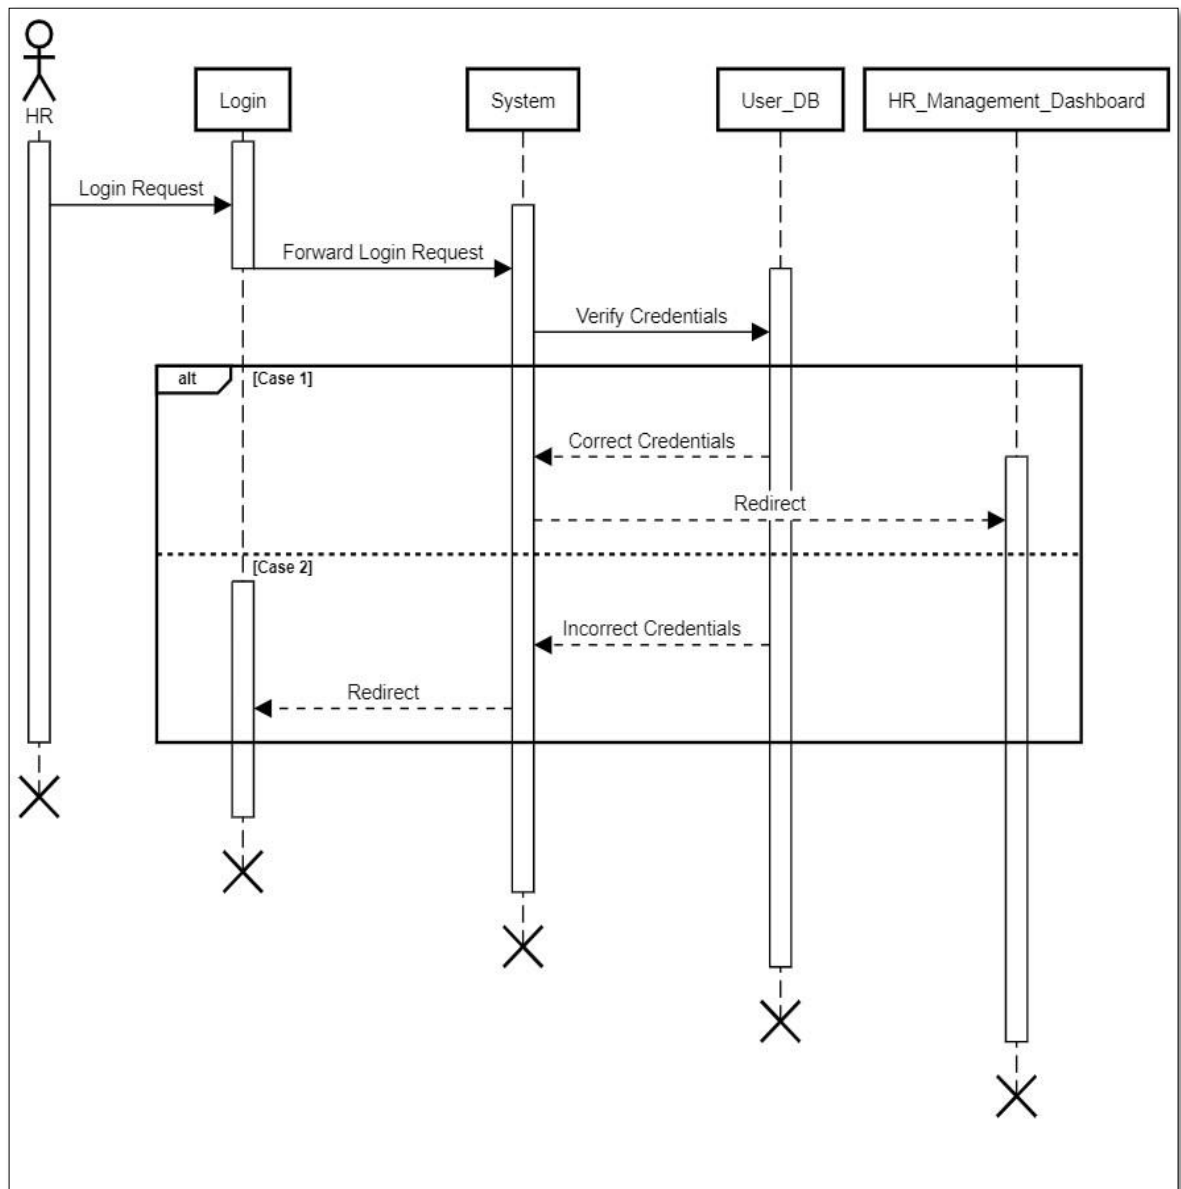 HR
Login
System
User_DB
HR_Management_Dashboard
Login Request
Forward Login Request
Verify Credentials
alt
[Case 1]
Correct Credentials
Redirect
[Case 2]
Incorrect Credentials
Redirect